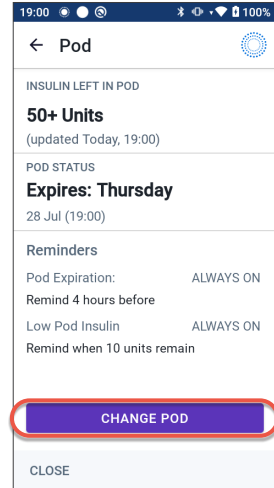 19:00 100%
Pod
INSULIN LEFT IN POD
50+ Units
(updated Today, 19:00)
POD STATUS
Expires: Thursday
28 Jul (19:00)
Reminders
Pod Expiration: ALWAYS ON
Remind 4 hours before
Low Pod Insulin ALWAYS ON
Remind when 10 units remain
CHANGE POD
CLOSE